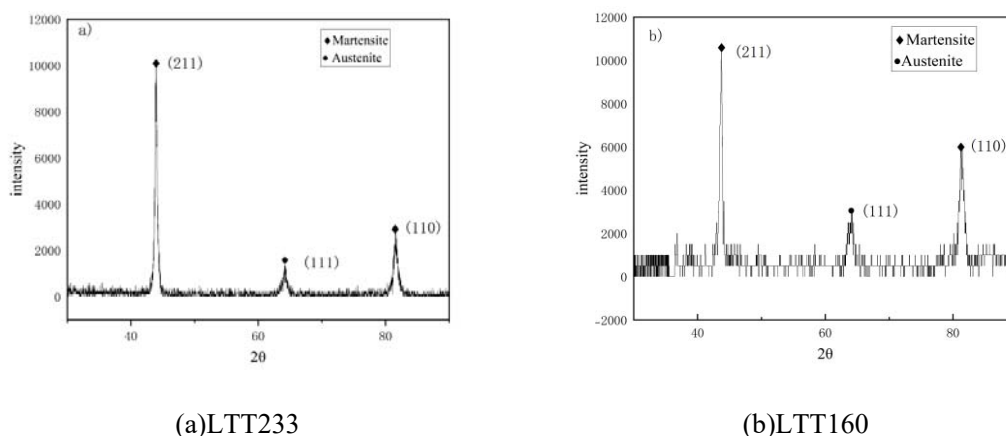 a)
◆ Martensite
● Austenite
(211)
(111)
(110)
12000
10000
8000
6000
4000
2000
0
intensity
40
60
80
2θ
(a)LTT233
b)
◆ Martensite
●Austenite
(211)
(111)
(110)
12000
10000
8000
6000
4000
2000
0
-2000
intensity
40
60
80
2θ
(b)LTT160